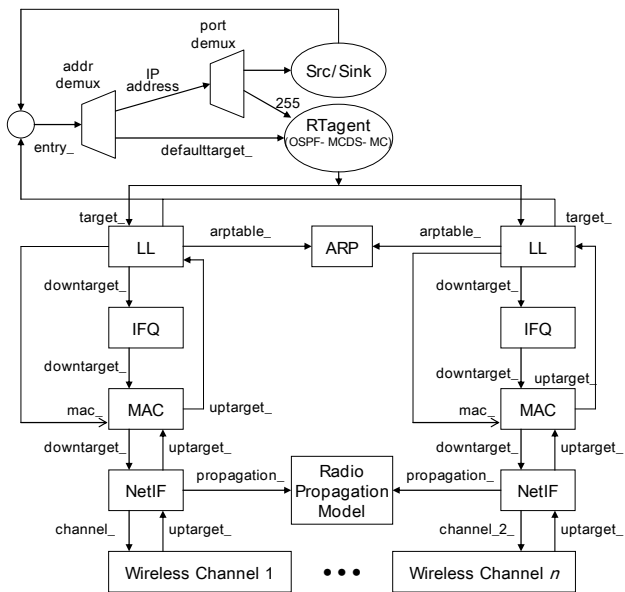 port
demux
addr
demux
IP
address
Src/Sink
255
RTagent
(OSPF- MCDS- MC)
entry_
defaulttarget_
target_
target_
LL
arptable_
ARP
arptable_
LL
downtarget_
downtarget_
IFQ
IFQ
downtarget_
downtarget_
uptarget_
mac_
MAC
uptarget_
mac_
MAC
downtarget_
uptarget_
downtarget_
uptarget_
NetIF
propagation_
Radio
Propagation
Model
propagation_
NetIF
channel_
uptarget_
channel_2_
uptarget_
Wireless Channel 1
• • •
Wireless Channel n